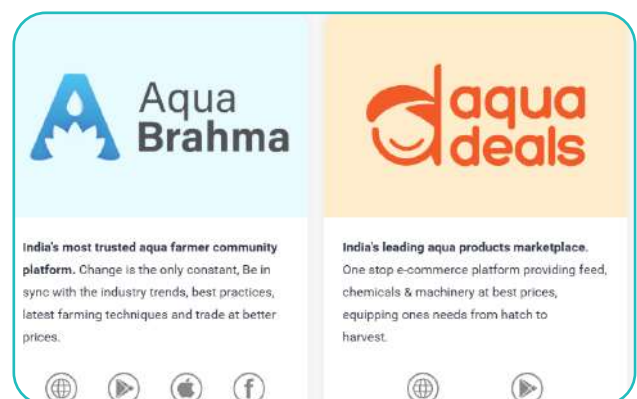 Aqua
Brahma
India's most trusted aqua farmer community
platform. Change is the only constant, Be in
sync with the industry trends, best practices,
latest farming techniques and trade at better
prices.
aqua
deals
India's leading aqua products marketplace.
One stop e-commerce platform providing feed,
chemicals & machinery at best prices,
equipping ones needs from hatch to
harvest.